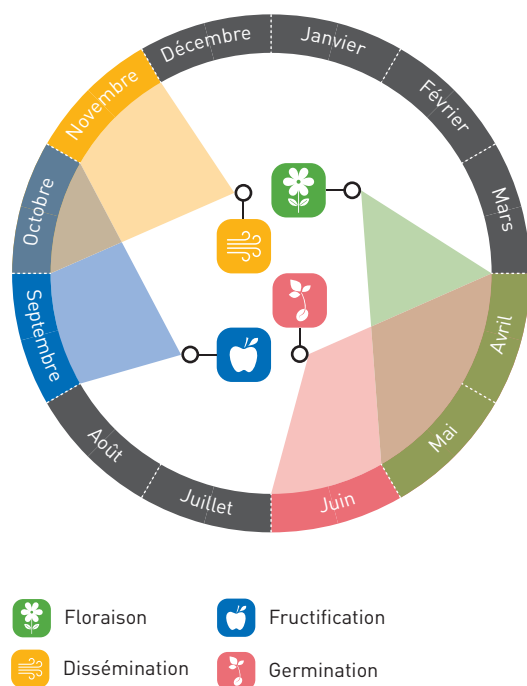 Janvier
Février
Mars
Avril
Mai
Juin
Juillet
Août
Septembre
Octobre
Novembre
Décembre
Floraison
Fructification
Dissémination
Germination